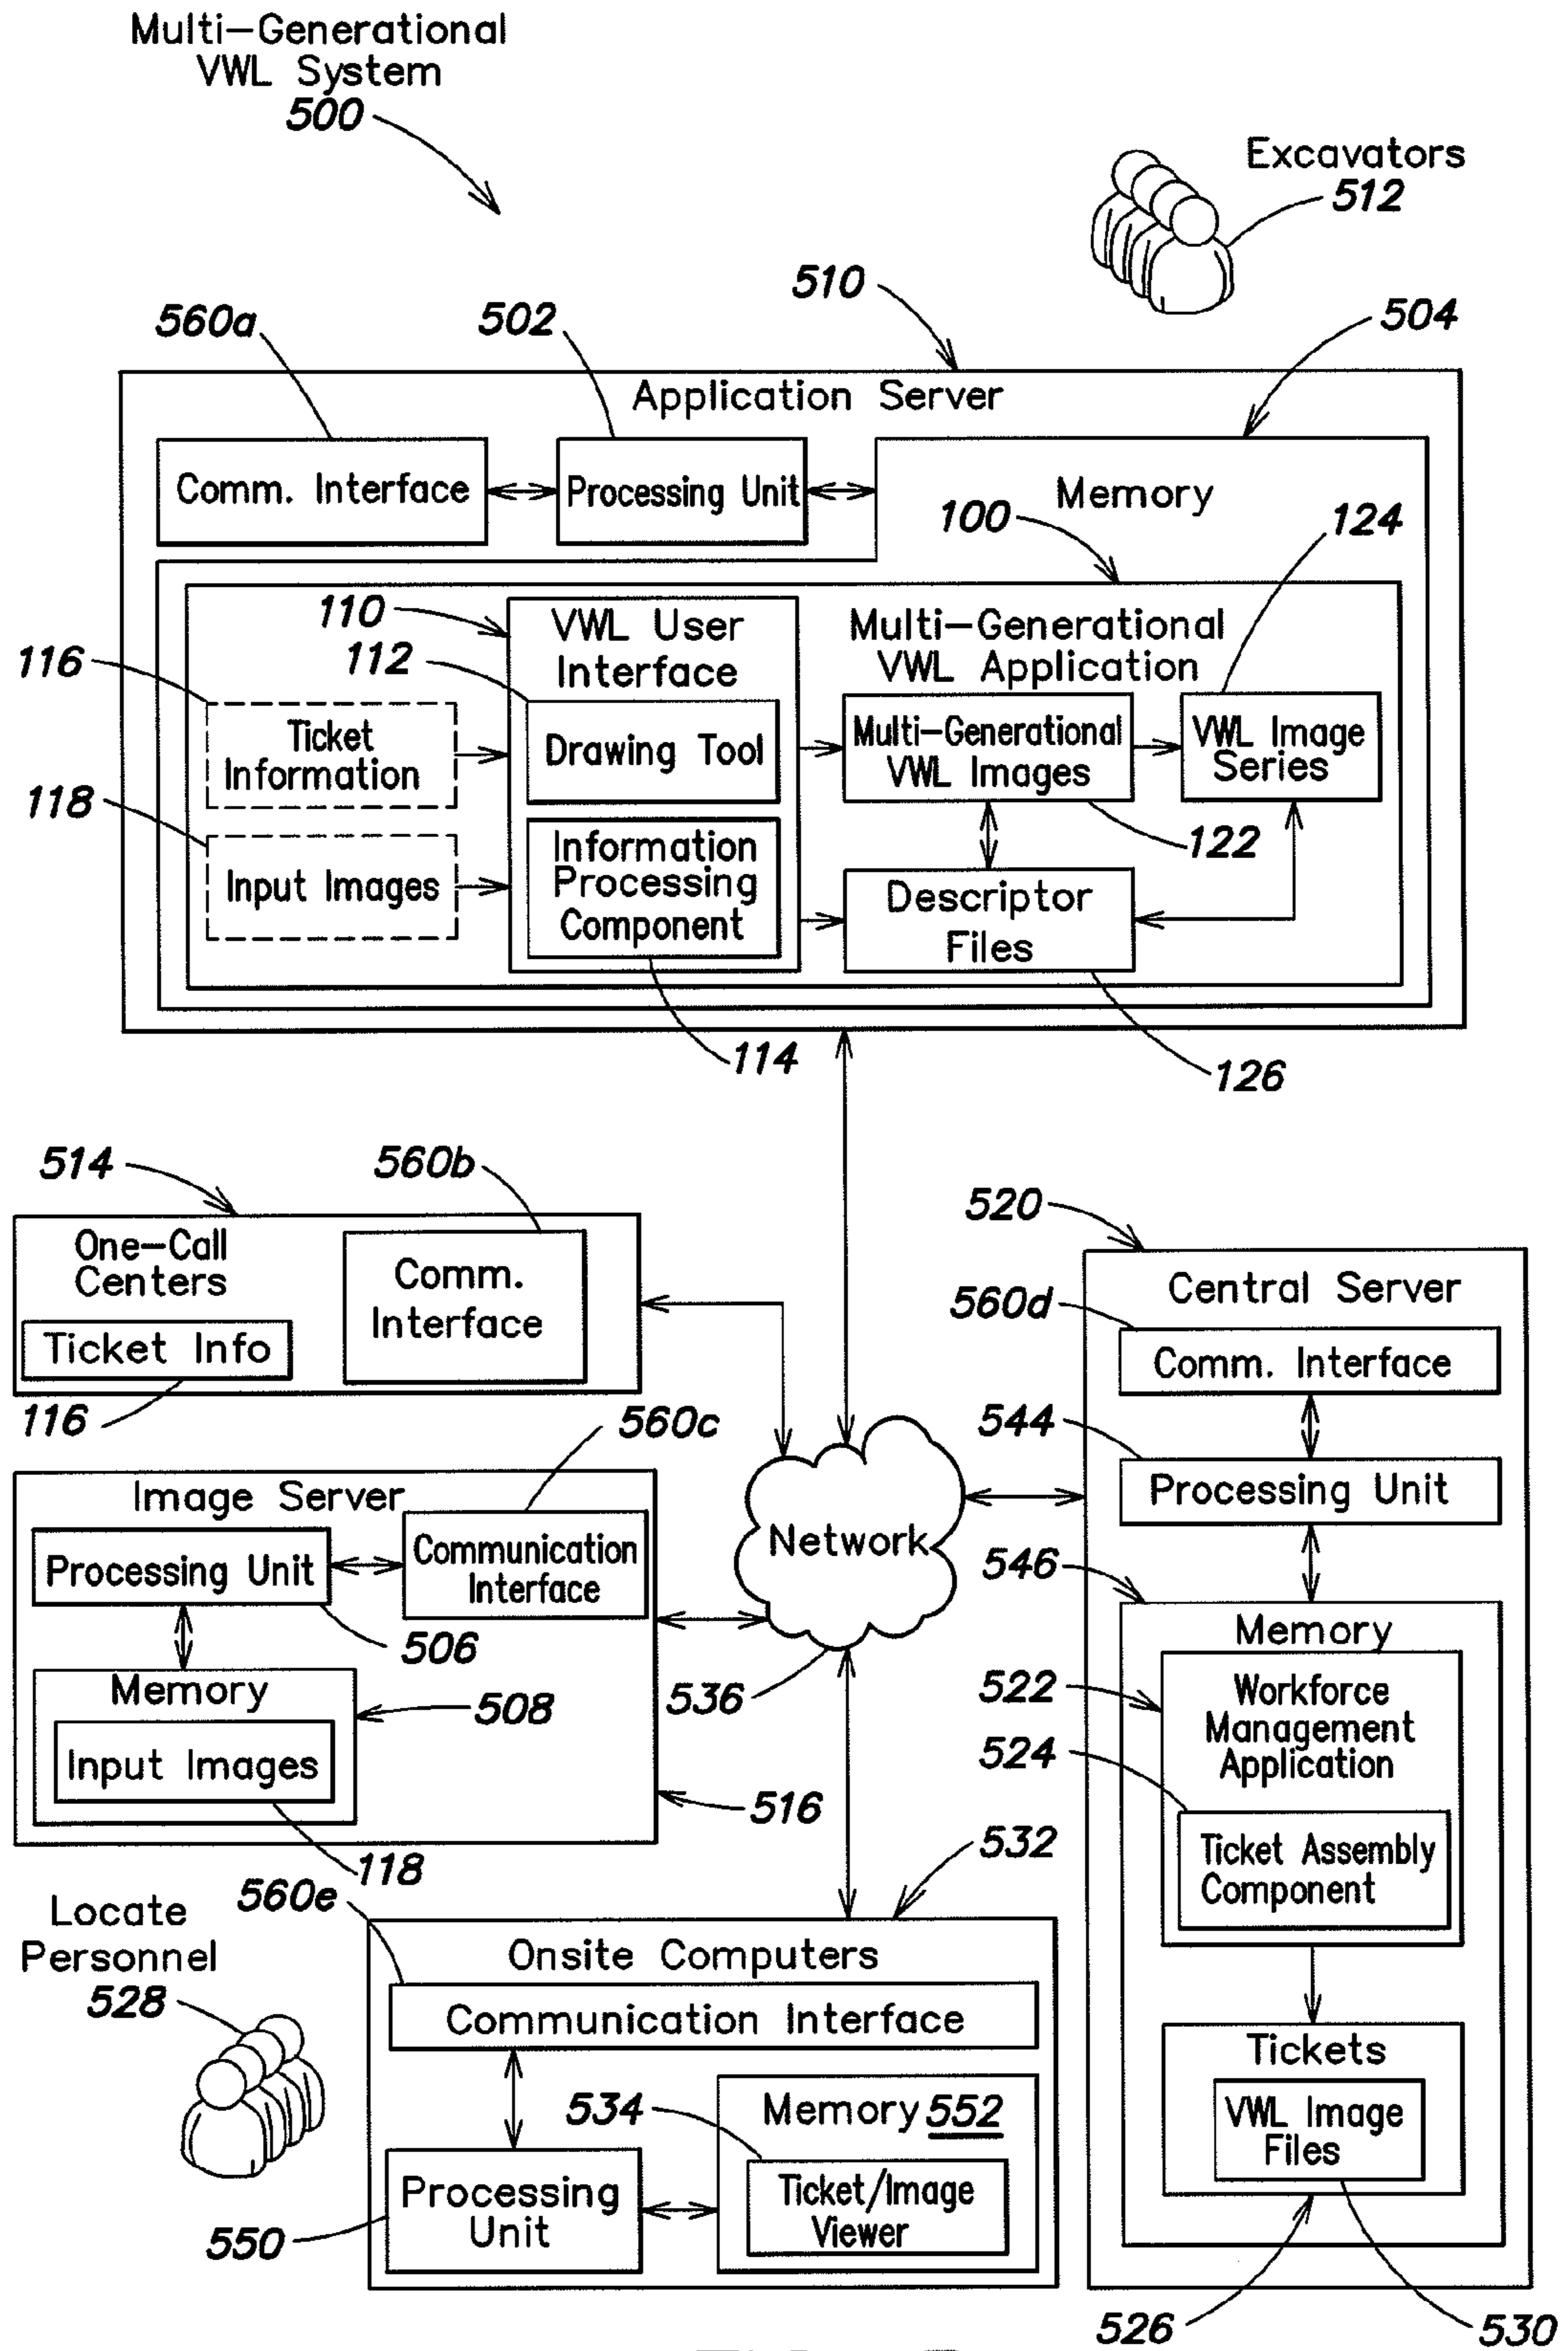 Multi-Generational
VWL System
500
Excavators
512
510
504
560a
502
Application Server
Comm. Interface
Processing Unit
Memory
100
124
110
VWL User
Interface
Multi-Generational
VWL Application
116
112
Ticket
Information
Drawing Tool
Multi-Generational
VWL Images
VWL Image
Series
118
122
Input Images
Information
Processing
Component
Descriptor
Files
114
126
514
560b
One-Call
Centers
Comm.
Interface
Ticket Info
116
520
Central Server
560d
Comm. Interface
544
Processing Unit
546
Memory
522
Workforce
Management
Application
524
Ticket Assembly
Component
Tickets
VWL Image
Files
526
530
560c
Image Server
Processing Unit
Communication
Interface
506
Memory
508
Input Images
516
118
Network
536
532
560e
Locate
Personnel
528
Onsite Computers
Communication Interface
534
Memory 552
Processing
Unit
Ticket/Image
Viewer
550